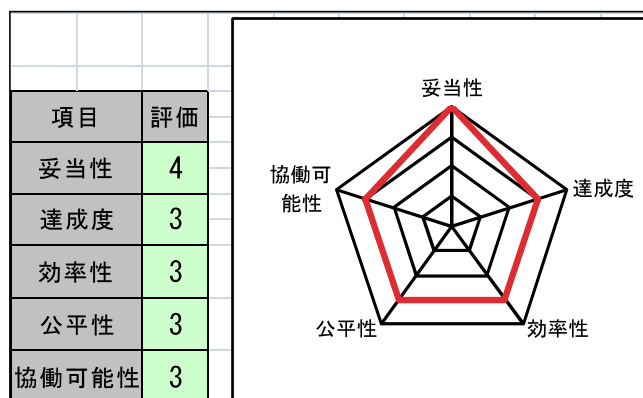 項目 評価
妥当性 4
達成度 3
効率性 3
公平性 3
協働可能性 3
妥当性
協働可
能性
達成度
公平性
効率性